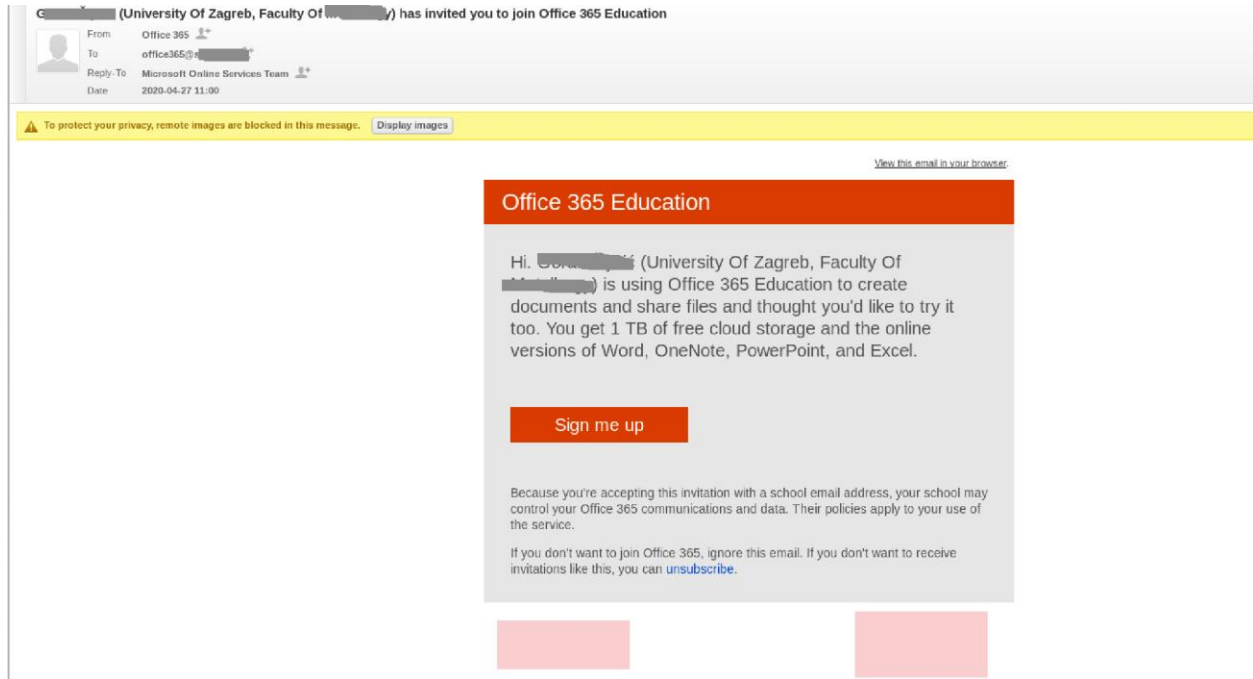 (University Of Zagreb, Faculty Of ) has invited you to join Office 365 Education
From Office 365
To office365@s
Reply-To Microsoft Online Services Team
Date 2020-04-27 11:00
To protect your privacy, remote images are blocked in this message. Display images
View this email in your browser.
Office 365 Education
Hi. (University Of Zagreb, Faculty Of
) is using Office 365 Education to create
documents and share files and thought you'd like to try it
too. You get 1 TB of free cloud storage and the online
versions of Word, OneNote, PowerPoint, and Excel.
Sign me up
Because you're accepting this invitation with a school email address, your school may
control your Office 365 communications and data. Their policies apply to your use of
the service.
If you don't want to join Office 365, ignore this email. If you don't want to receive
invitations like this, you can unsubscribe.